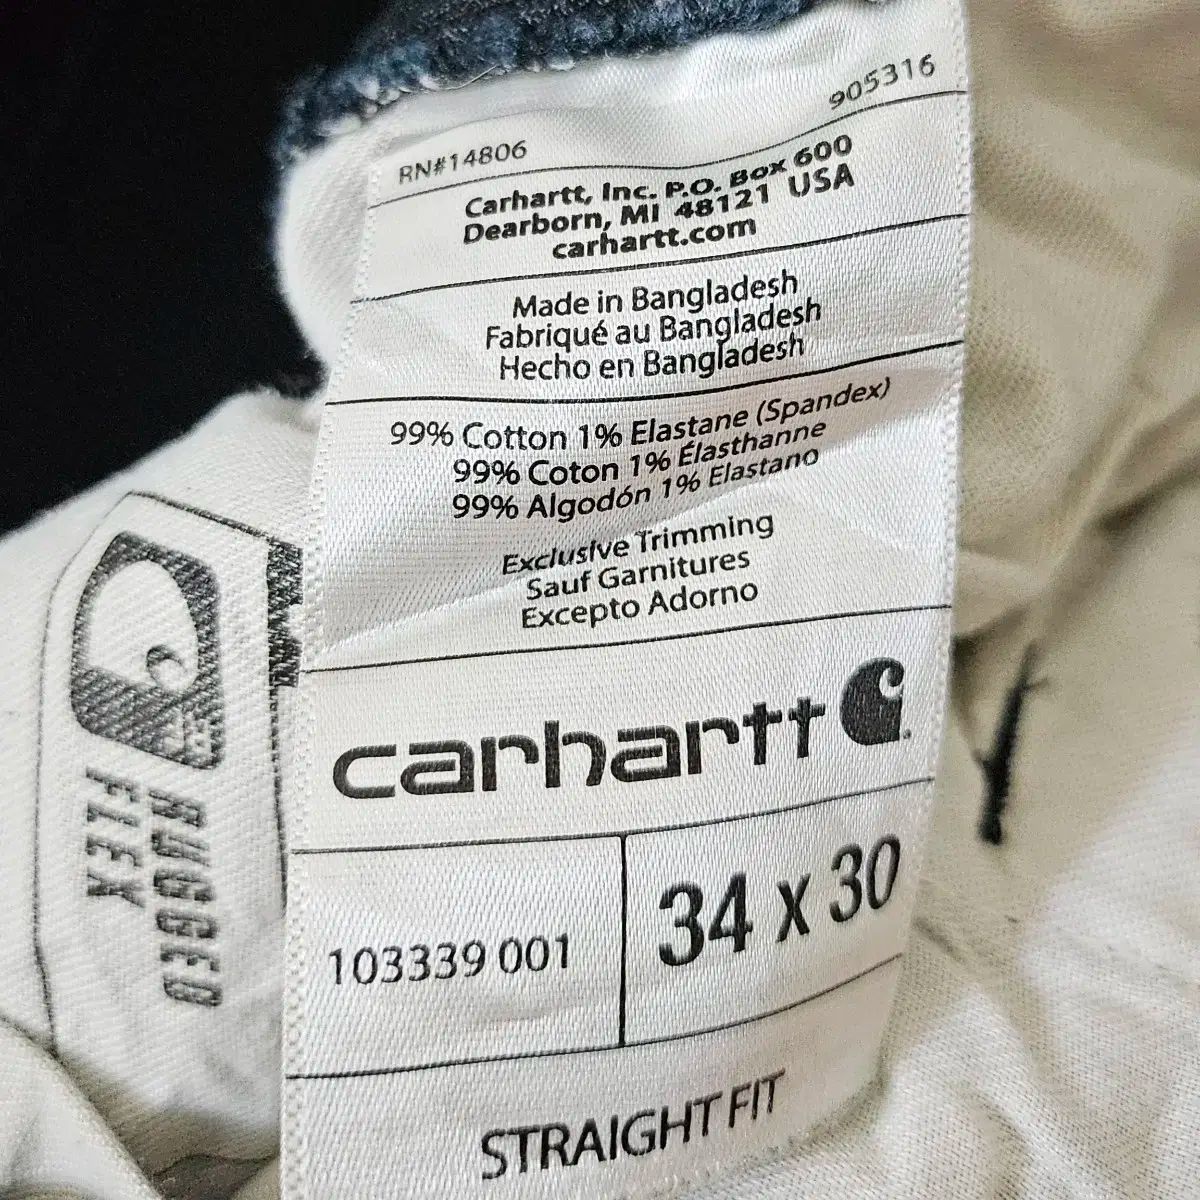 RN#14806 905316
Carhartt, Inc. P.O. Box 600
Dearborn, MI 48121 USA
carhartt.com
Made in Bangladesh
Fabriqué au Bangladesh
Hecho en Bangladesh
99% Cotton 1% Elastane (Spandex)
99% Coton 1% Élasthanne
99% Algodón 1% Elastano
Exclusive Trimming
Sauf Garnitures
Excepto Adorno
carhartt
103339 001
34 x 30
STRAIGHT FIT
RUGGED
FLEX